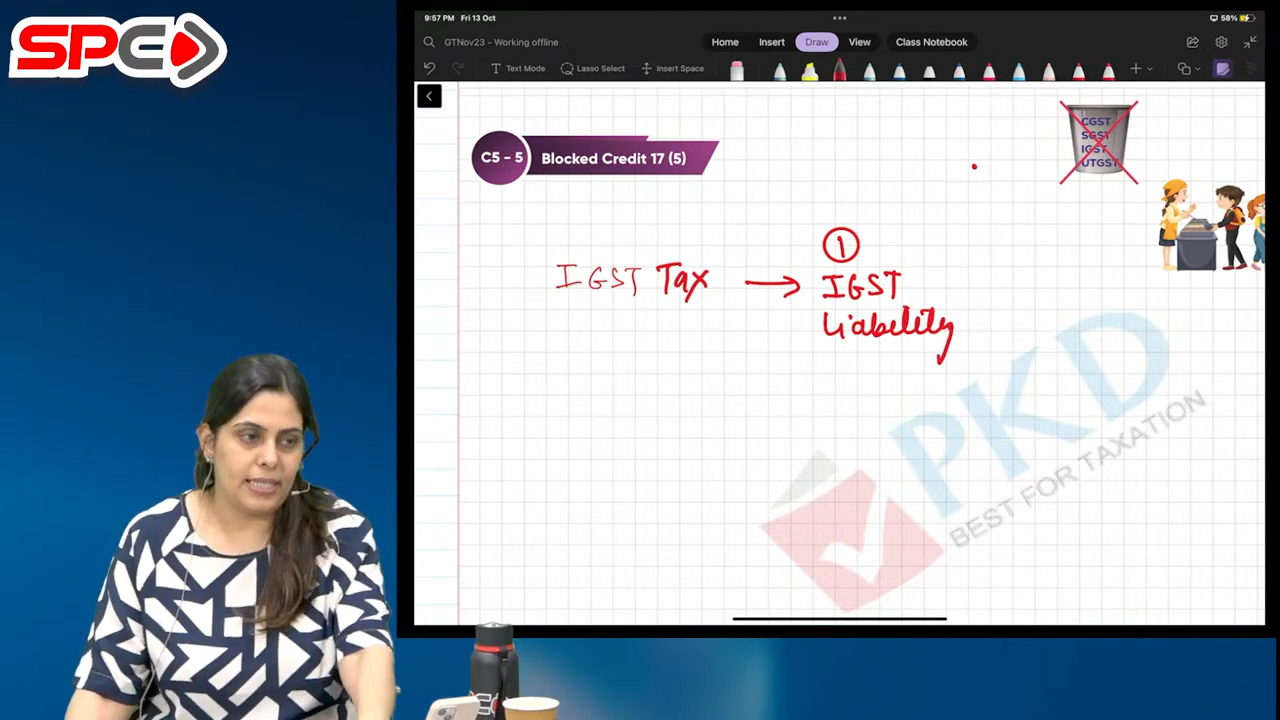 SPC
9:57 PM Fri 13 Oct
58%
GTNov23 - Working offline
Home Insert Draw View Class Notebook
Text Mode Lasso Select Insert Space
C5 - 5 Blocked Credit 17 (5)
CGST
SGST
IGST
UTGST
1
IGST Tax → IGST
Liability
PKD
BEST FOR TAXATION